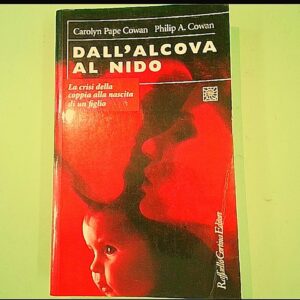 Carolyn Pape Cowan Philip A. Cowan
DALL'ALCOVA
AL NIDO
La crisi della
coppia alla nascita
di un figlio
Raffaello Cortina Editore